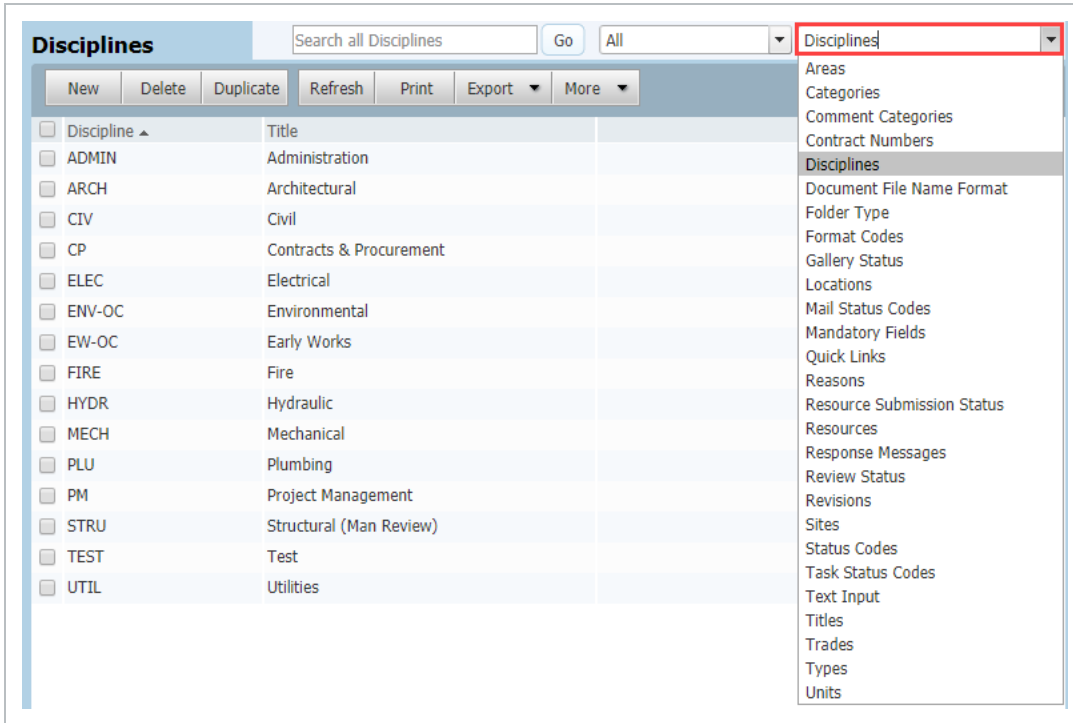 Disciplines
Search all Disciplines Go All Disciplines
New Delete Duplicate Refresh Print Export More
Discipline Title
ADMIN Administration
ARCH Architectural
CIV Civil
CP Contracts & Procurement
ELEC Electrical
ENV-OC Environmental
EW-OC Early Works
FIRE Fire
HYDR Hydraulic
MECH Mechanical
PLU Plumbing
PM Project Management
STRU Structural (Man Review)
TEST Test
UTIL Utilities
Areas
Categories
Comment Categories
Contract Numbers
Disciplines
Document File Name Format
Folder Type
Format Codes
Gallery Status
Locations
Mail Status Codes
Mandatory Fields
Quick Links
Reasons
Resource Submission Status
Resources
Response Messages
Review Status
Revisions
Sites
Status Codes
Task Status Codes
Text Input
Titles
Trades
Types
Units